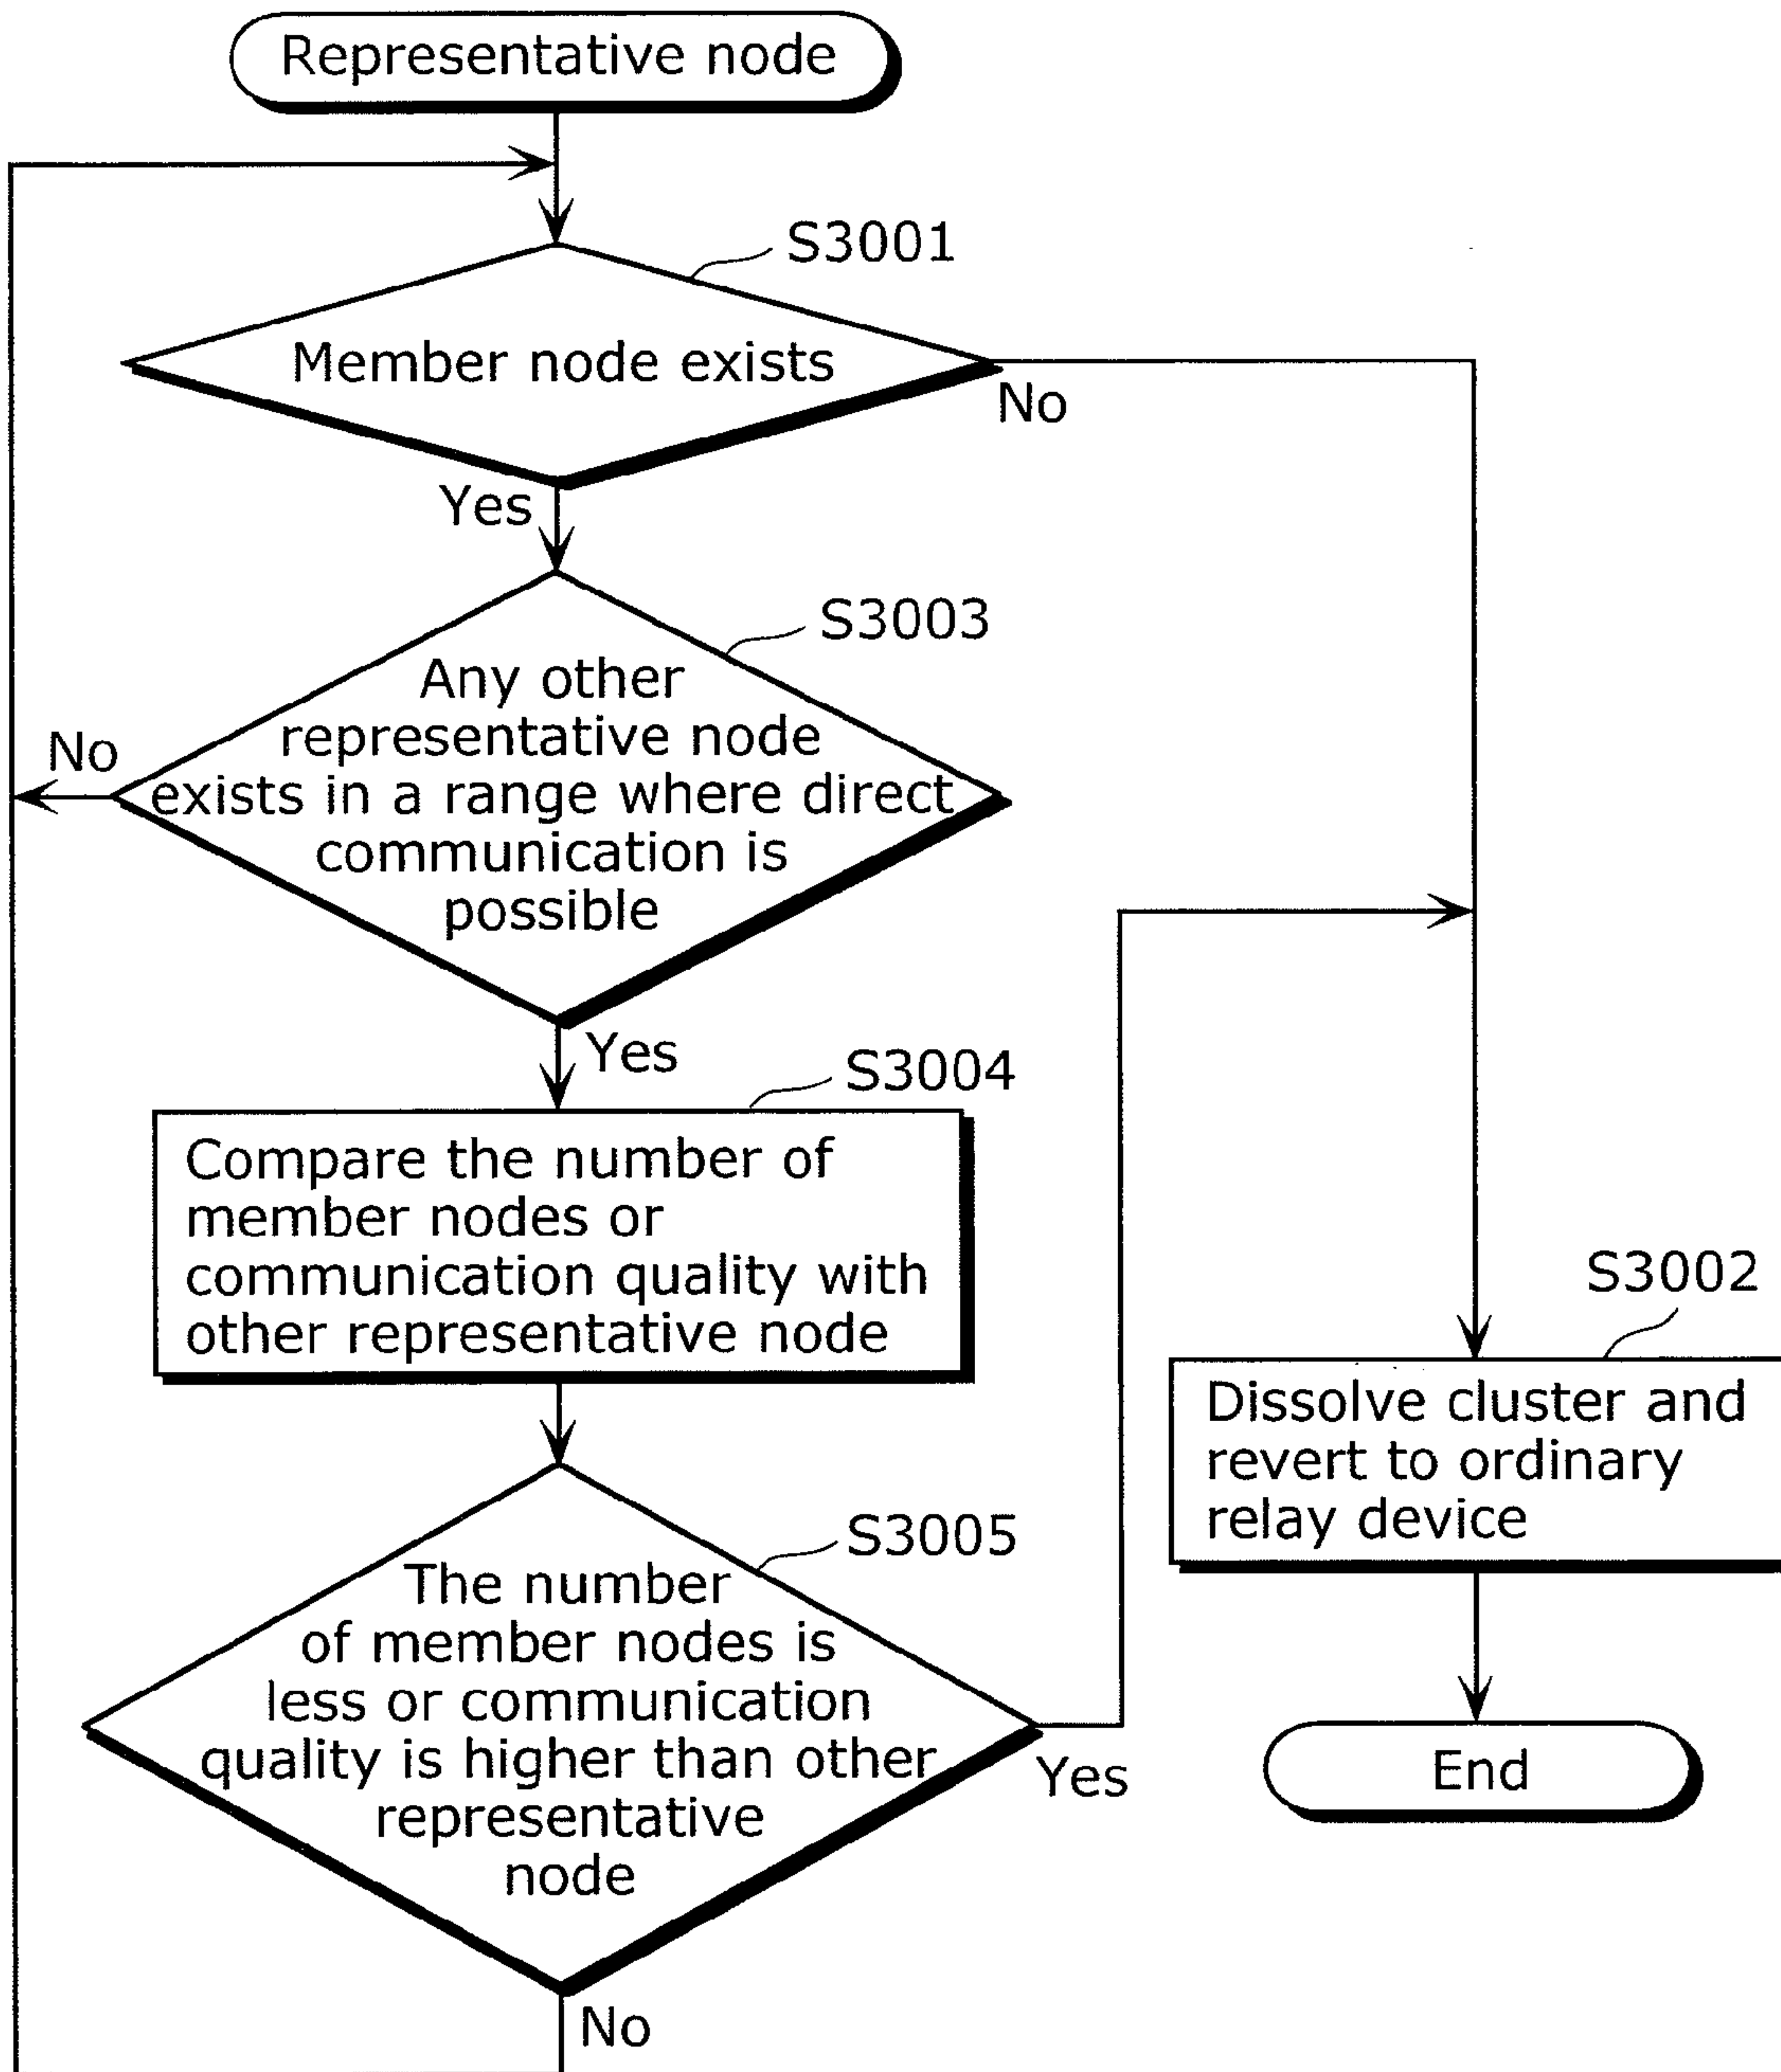 Representative node
S3001
Member node exists
No
Yes
S3003
Any other
representative node
exists in a range where direct
communication is
possible
No
Yes
S3004
Compare the number of
member nodes or
communication quality with
other representative node
S3002
Dissolve cluster and
revert to ordinary
relay device
S3005
The number
of member nodes is
less or communication
quality is higher than other
representative
node
Yes
End
No